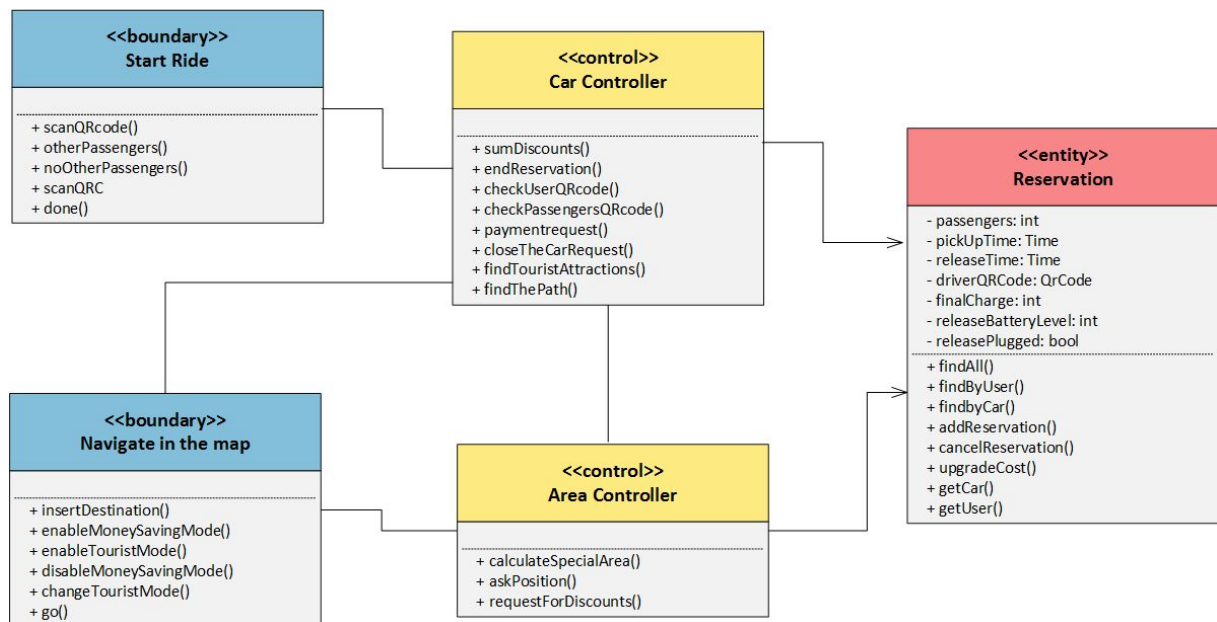 <<boundary>>
Start Ride
+ scanQRcode()
+ otherPassengers()
+ noOtherPassengers()
+ scanQRC
+ done()
<<control>>
Car Controller
+ sumDiscounts()
+ endReservation()
+ checkUserQRcode()
+ checkPassengersQRcode()
+ paymentrequest()
+ closeTheCarRequest()
+ findTouristAttractions()
+ findThePath()
<<entity>>
Reservation
- passengers: int
- pickUpTime: Time
- releaseTime: Time
- driverQRCode: QrCode
- finalCharge: int
- releaseBatteryLevel: int
- releasePlugged: bool
+ findAll()
+ findByUser()
+ findbyCar()
+ addReservation()
+ cancelReservation()
+ upgradeCost()
+ getCar()
+ getUser()
<<boundary>>
Navigate in the map
+ insertDestination()
+ enableMoneySavingMode()
+ enableTouristMode()
+ disableMoneySavingMode()
+ changeTouristMode()
+ go()
<<control>>
Area Controller
+ calculateSpecialArea()
+ askPosition()
+ requestForDiscounts()